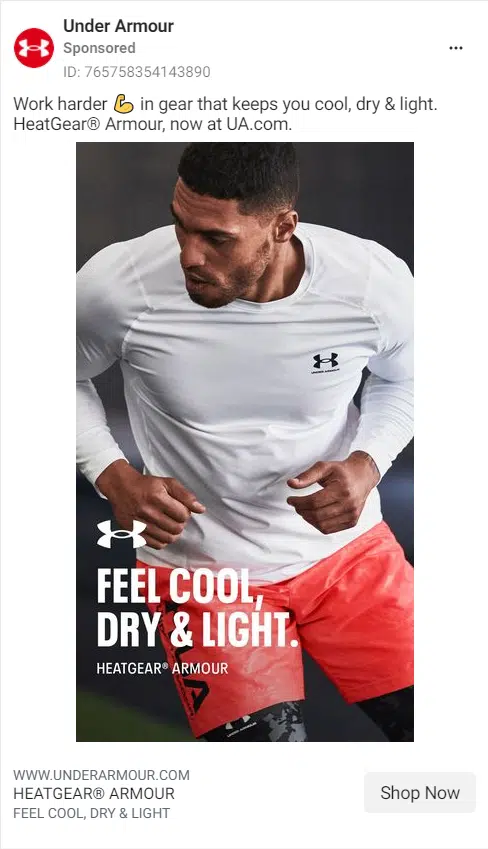 Under Armour
Sponsored
ID: 765758354143890
Work harder 💪 in gear that keeps you cool, dry & light.
HeatGear® Armour, now at UA.com.
UNDER ARMOUR
FEEL COOL,
DRY & LIGHT.
HEATGEAR® ARMOUR
WWW.UNDERARMOUR.COM
HEATGEAR® ARMOUR
FEEL COOL, DRY & LIGHT
Shop Now